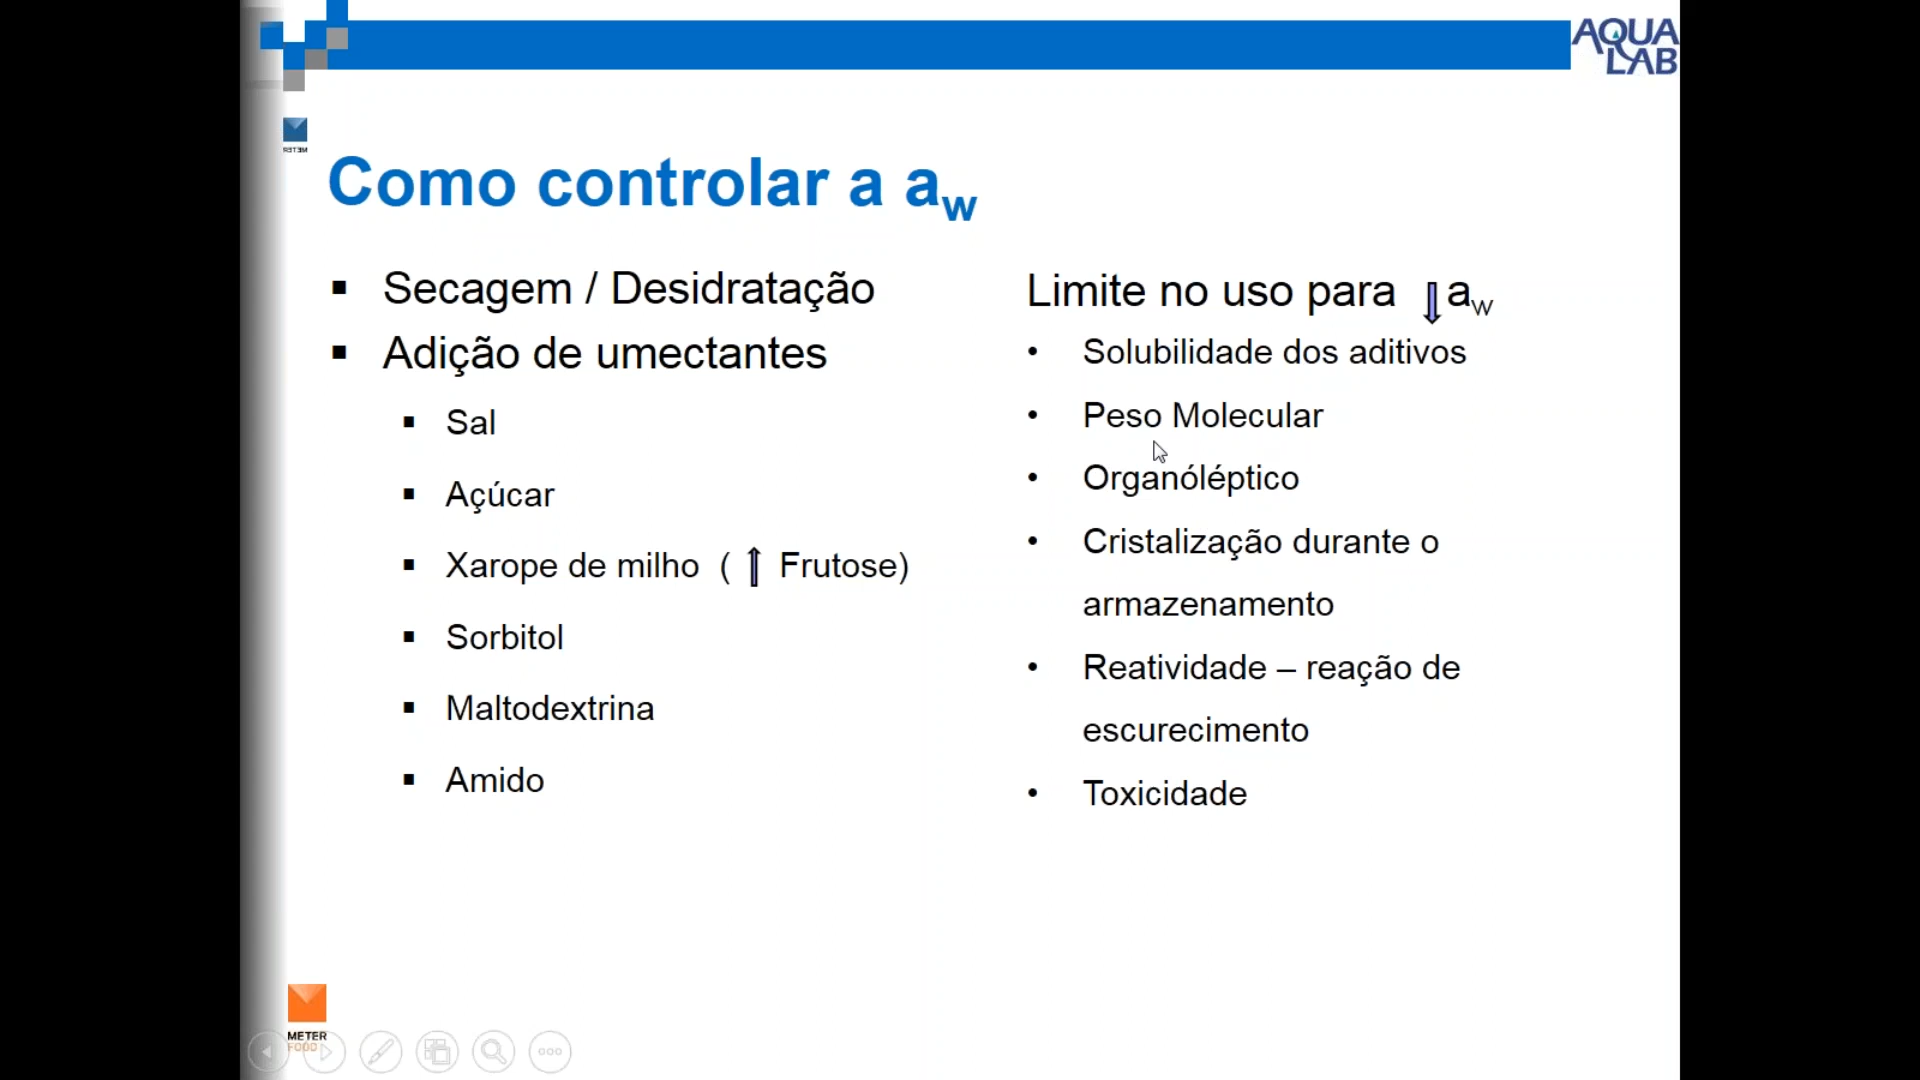 AQUA
LAB
METER
Como controlar a aw
▪ Secagem / Desidratação
▪ Adição de umectantes
▪ Sal
▪ Açúcar
▪ Xarope de milho ( ⇑ Frutose)
▪ Sorbitol
▪ Maltodextrina
▪ Amido
Limite no uso para ⇓ aw
• Solubilidade dos aditivos
• Peso Molecular
• Organóléptico
• Cristalização durante o
armazenamento
• Reatividade – reação de
escurecimento
• Toxicidade
METER
FOOD